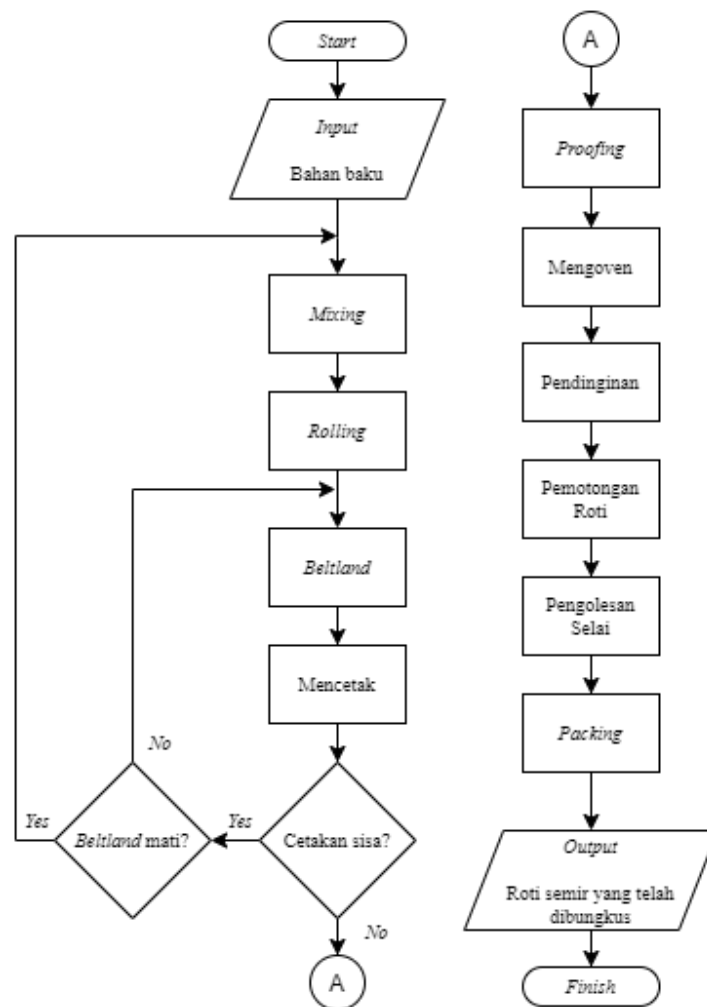 Start
Input
Bahan baku
Mixing
Rolling
Beltland
Mencetak
No
Yes
Beltland mati?
Yes
Cetakan sisa?
No
A
A
Proofing
Mengoven
Pendinginan
Pemotongan
Roti
Pengolesan
Selai
Packing
Output
Roti semir yang telah
dibungkus
Finish